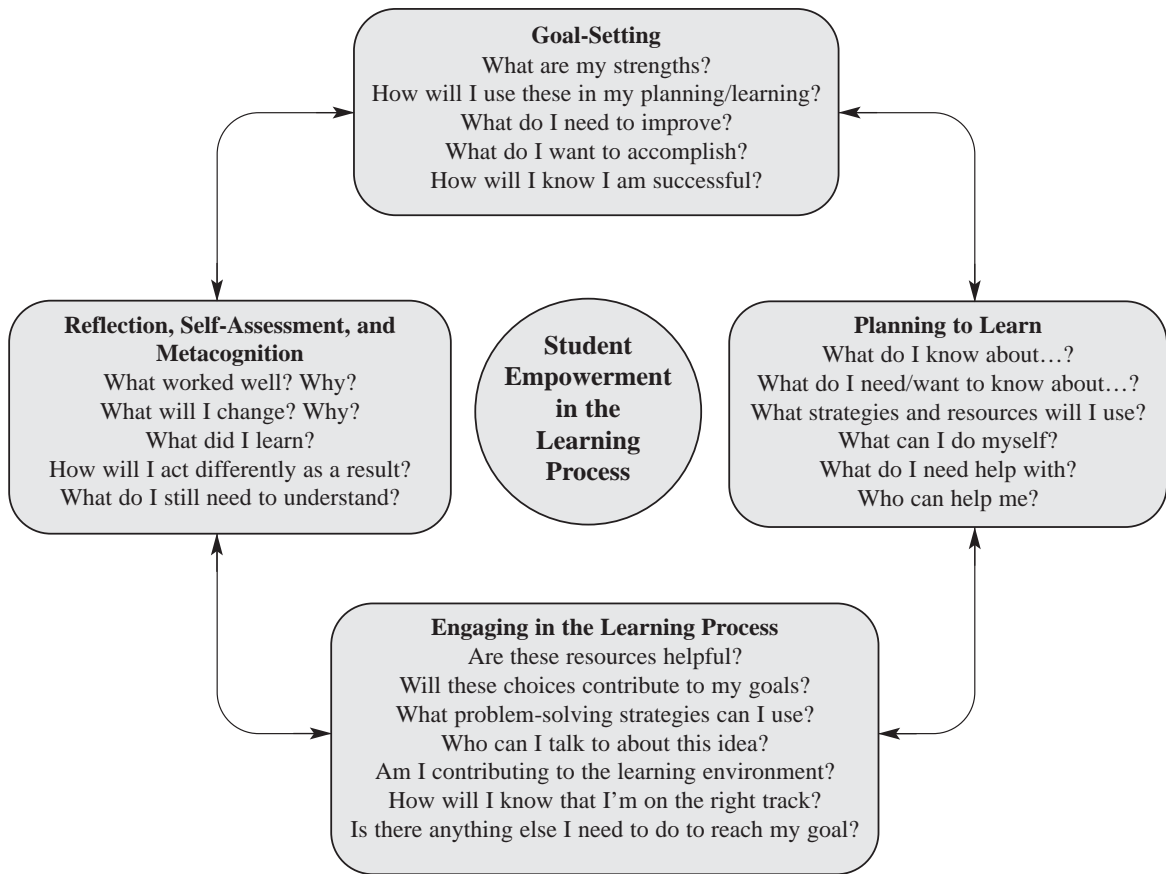 Goal-Setting
What are my strengths?
How will I use these in my planning/learning?
What do I need to improve?
What do I want to accomplish?
How will I know I am successful?
Reflection, Self-Assessment, and
Metacognition
What worked well? Why?
What will I change? Why?
What did I learn?
How will I act differently as a result?
What do I still need to understand?
Student
Empowerment
in the
Learning
Process
Planning to Learn
What do I know about…?
What do I need/want to know about…?
What strategies and resources will I use?
What can I do myself?
What do I need help with?
Who can help me?
Engaging in the Learning Process
Are these resources helpful?
Will these choices contribute to my goals?
What problem-solving strategies can I use?
Who can I talk to about this idea?
Am I contributing to the learning environment?
How will I know that I’m on the right track?
Is there anything else I need to do to reach my goal?